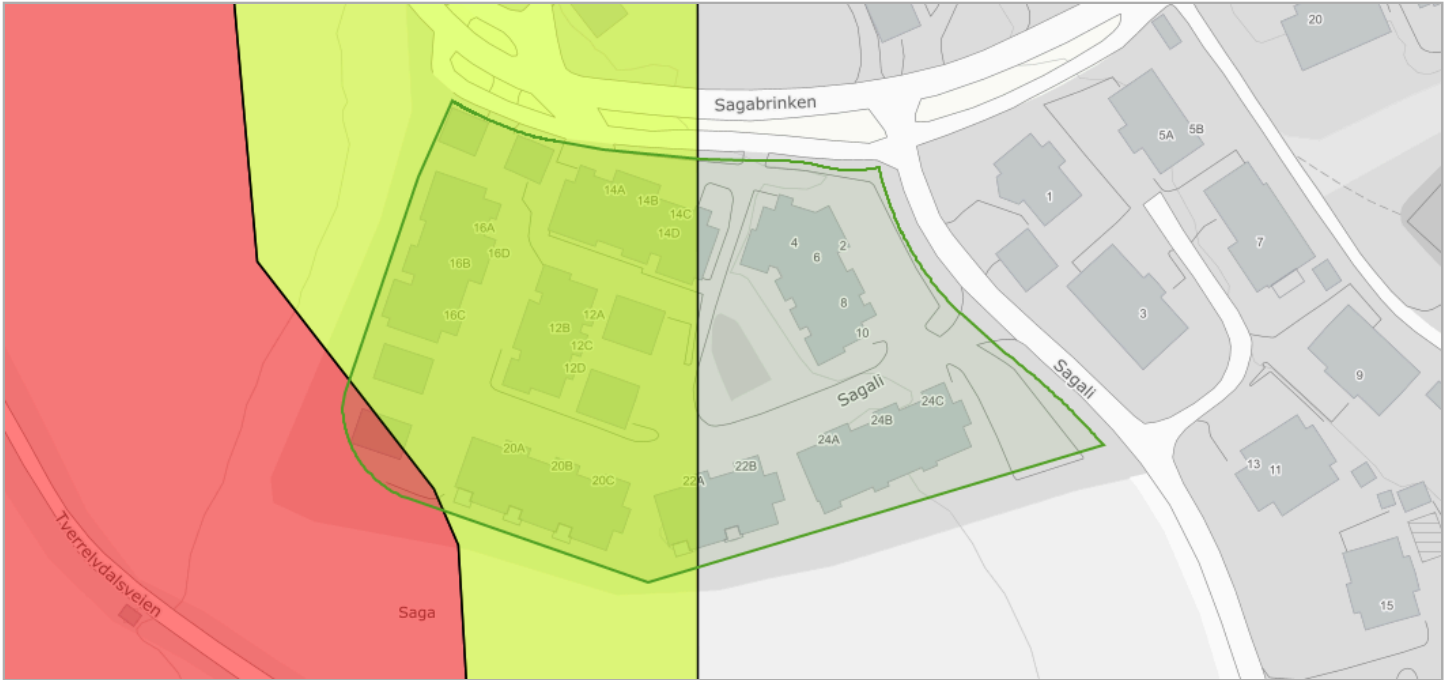 20
Sagabrinken
5A
5B
14A
14B
14C
14D
1
16A
16D
16B
16C
4
6
2
8
10
7
3
12A
12B
12C
12D
Sagali
Sagali
9
24C
24B
24A
20A
20B
20C
22A
22B
13
11
Tverrelvdalsveien
Saga
15